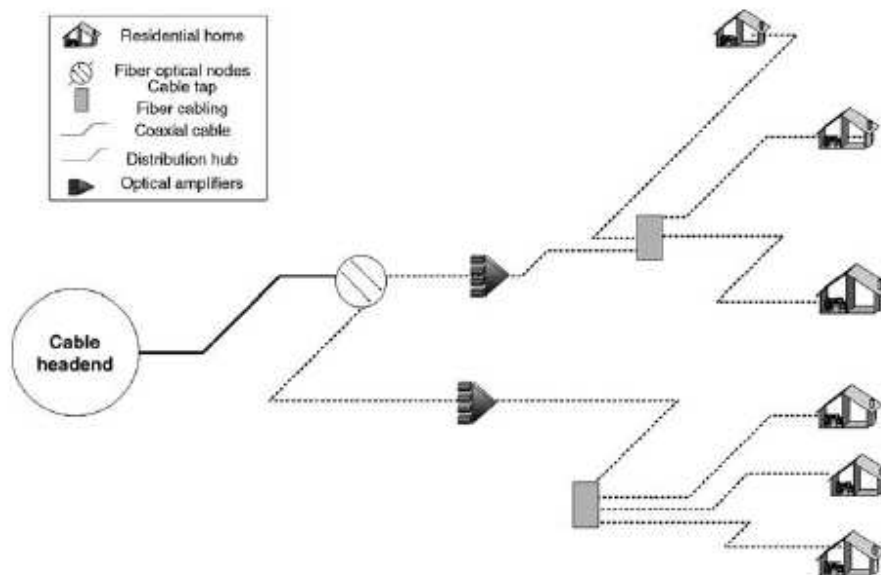 Residential home
Fiber optical nodes
Cable tap
Fiber cabling
Coaxial cable
Distribution hub
Optical amplifiers
Cable
headend